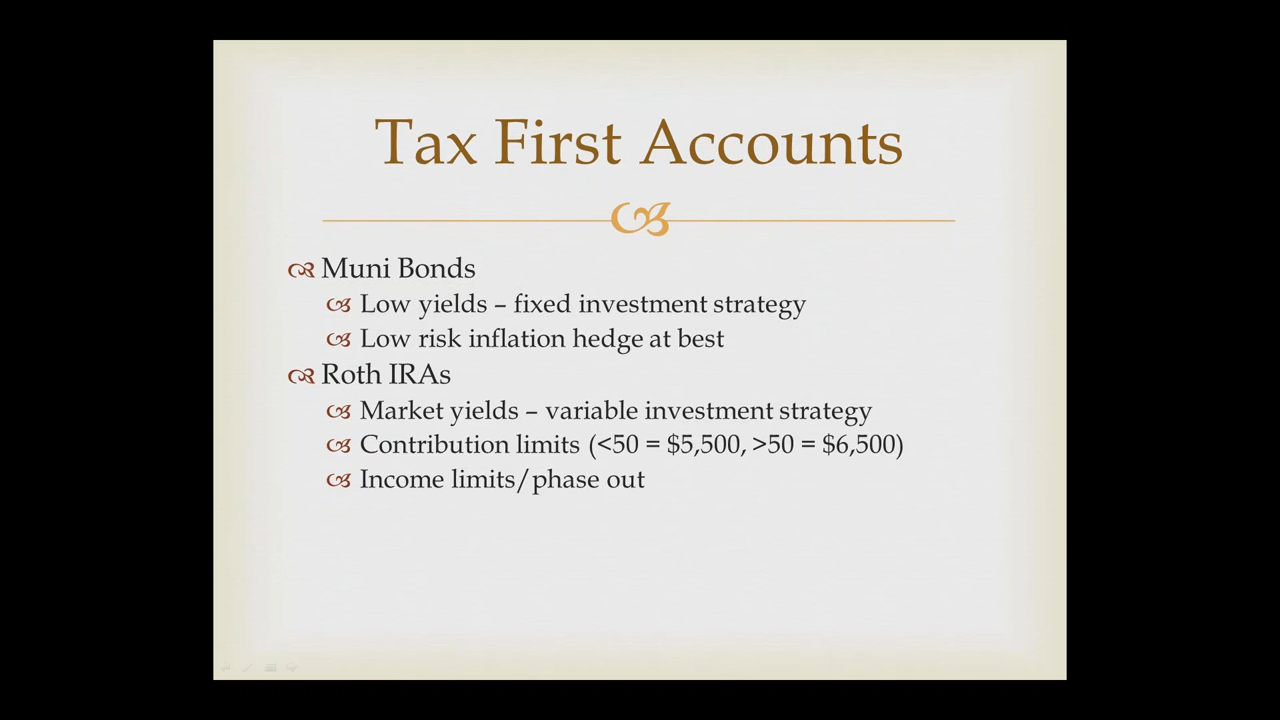 Tax First Accounts
Muni Bonds
Low yields – fixed investment strategy
Low risk inflation hedge at best
Roth IRAs
Market yields – variable investment strategy
Contribution limits (<50 = $5,500, >50 = $6,500)
Income limits/phase out